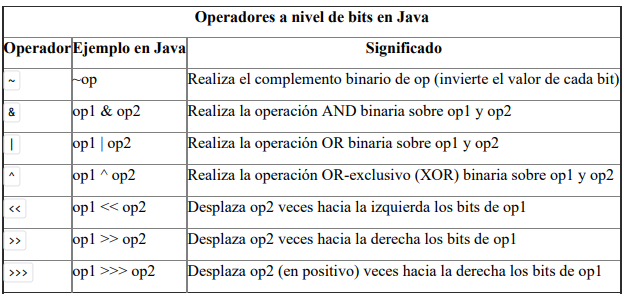 Operadores a nivel de bits en Java
Operador Ejemplo en Java Significado
~ ~op Realiza el complemento binario de op (invierte el valor de cada bit)
& op1 & op2 Realiza la operación AND binaria sobre op1 y op2
| op1 | op2 Realiza la operación OR binaria sobre op1 y op2
^ op1 ^ op2 Realiza la operación OR-exclusivo (XOR) binaria sobre op1 y op2
<< op1 << op2 Desplaza op2 veces hacia la izquierda los bits de op1
>> op1 >> op2 Desplaza op2 veces hacia la derecha los bits de op1
>>> op1 >>> op2 Desplaza op2 (en positivo) veces hacia la derecha los bits de op1